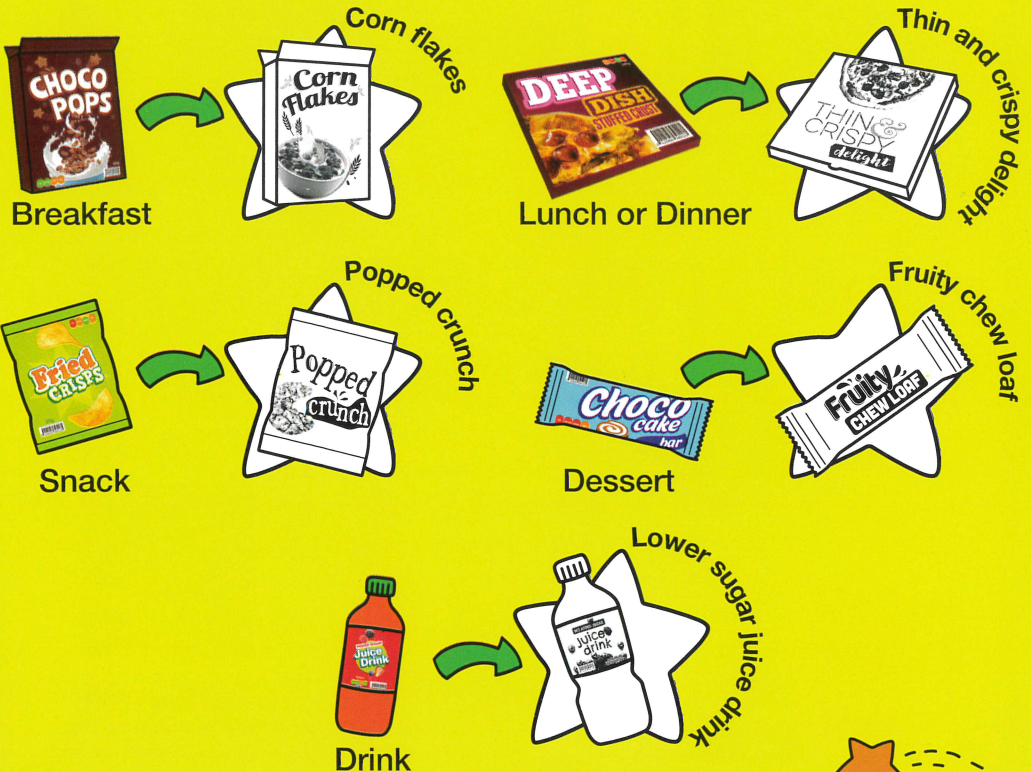 Corn flakes
CHOCO
POPS
Corn
Flakes
Breakfast
Thin and crispy delight
DEEP
DISH
STUFFED CRUST
THIN &
CRISPY
delight
Lunch or Dinner
Popped crunch
Fried
CRISPS
Popped
crunch
Snack
Fruity chew loaf
Choco
cake
bar
Fruity
CHEW LOAF
Dessert
Lower sugar juice drink
Juice
Drink
juice
drink
Drink